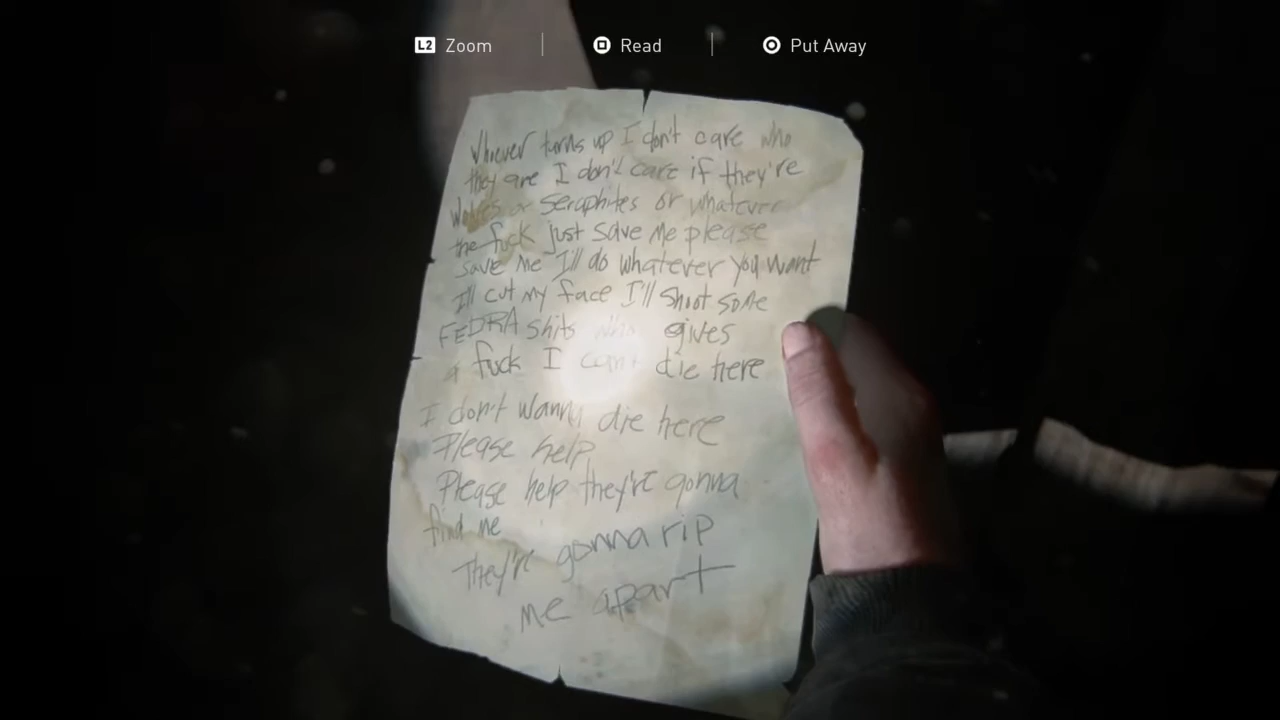 L2 Zoom | Read | Put Away
Whoever turns up I don't care who
they are I don't care if they're
Wolves or Seraphites or whatever
the fuck just save me please
save me I'll do whatever you want
I'll cut my face I'll shoot some
FEDRA shits who gives
a fuck I can't die here
I don't wanna die here
Please help
Please help they're gonna
find me
They're gonna rip
me apart